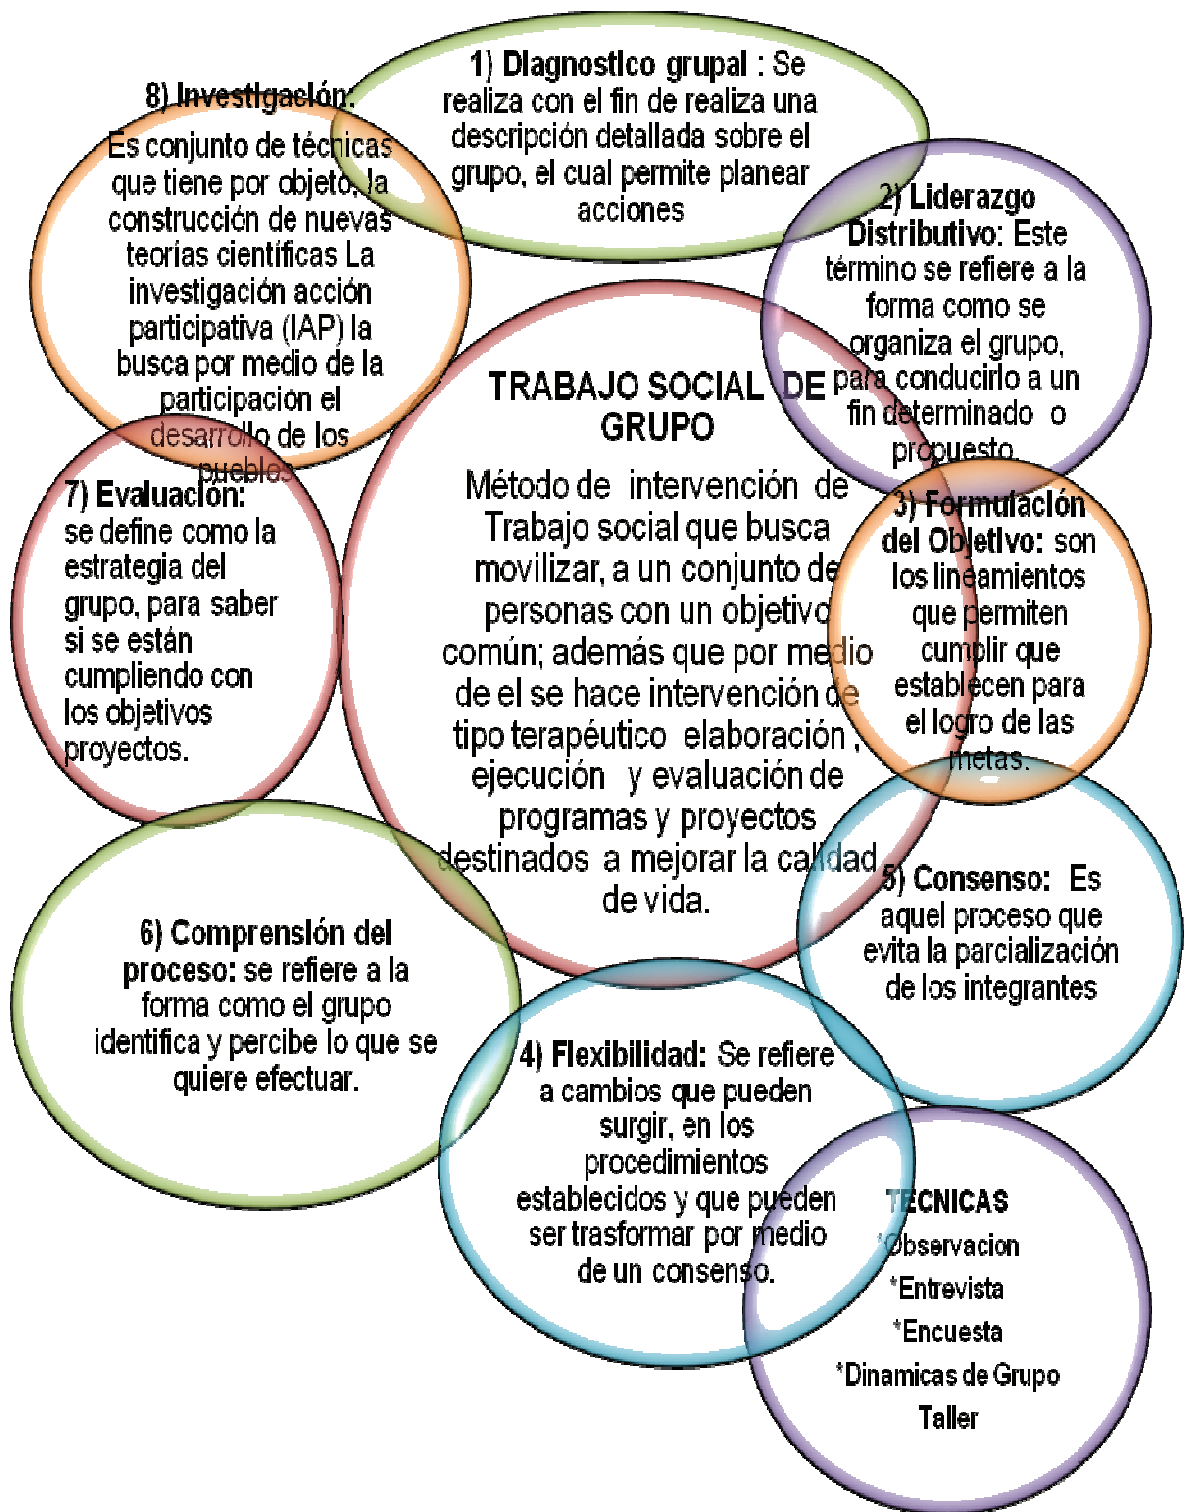 1) Diagnostico grupal : Se
realiza con el fin de realiza una
descripción detallada sobre el
grupo, el cual permite planear
acciones
2) Liderazgo
Distributivo: Este
término se refiere a la
forma como se
organiza el grupo,
para conducirlo a un
fin determinado o
propuesto.
3) Formulación
del Objetivo: son
los lineamientos
que permiten
cumplir que
establecen para
el logro de las
metas.
5) Consenso: Es
aquel proceso que
evita la parcialización
de los integrantes
4) Flexibilidad: Se refiere
a cambios que pueden
surgir, en los
procedimientos
establecidos y que pueden
ser trasformar por medio
de un consenso.
TECNICAS
*Observacion
*Entrevista
*Encuesta
*Dinamicas de Grupo
Taller
6) Comprensión del
proceso: se refiere a la
forma como el grupo
identifica y percibe lo que se
quiere efectuar.
7) Evaluación:
se define como la
estrategia del
grupo, para saber
si se están
cumpliendo con
los objetivos
proyectos.
8) Investigación:
Es conjunto de técnicas
que tiene por objeto, la
construcción de nuevas
teorías científicas La
investigación acción
participativa (IAP) la
busca por medio de la
participación el
desarrollo de los
pueblos
TRABAJO SOCIAL DE
GRUPO
Método de intervención de
Trabajo social que busca
movilizar, a un conjunto de
personas con un objetivo
común; además que por medio
de el se hace intervención de
tipo terapéutico elaboración ,
ejecución y evaluación de
programas y proyectos
destinados a mejorar la calidad
de vida.